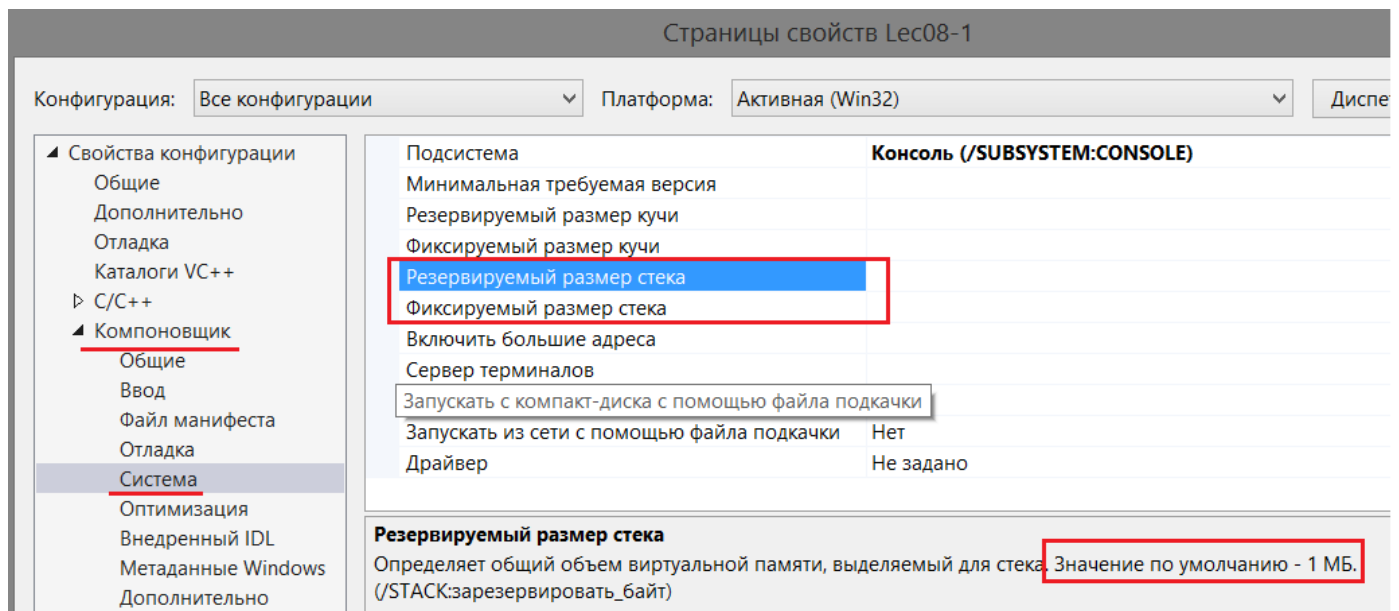 Страницы свойств Lec08-1
Конфигурация: Все конфигурации Платформа: Активная (Win32)
Свойства конфигурации
Общие
Дополнительно
Отладка
Каталоги VC++
C/C++
Компоновщик
Общие
Ввод
Файл манифеста
Отладка
Система
Оптимизация
Внедренный IDL
Метаданные Windows
Дополнительно
Подсистема Консоль (/SUBSYSTEM:CONSOLE)
Минимальная требуемая версия
Резервируемый размер кучи
Фиксируемый размер кучи
Резервируемый размер стека
Фиксируемый размер стека
Включить большие адреса
Сервер терминалов
Запускать с компакт-диска с помощью файла подкачки
Запускать из сети с помощью файла подкачки Нет
Драйвер Не задано
Резервируемый размер стека
Определяет общий объем виртуальной памяти, выделяемый для стека. Значение по умолчанию - 1 МБ.
(/STACK:зарезервировать_байт)